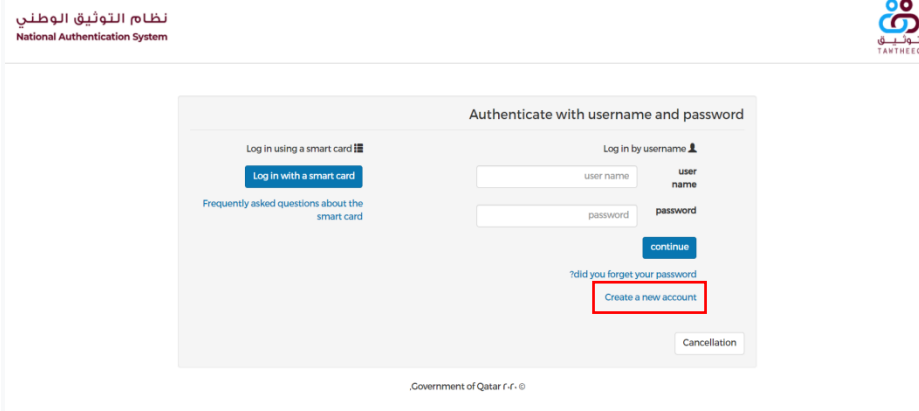 نظام التوثيق الوطني
National Authentication System
توثيق
TAWTHEEQ
Authenticate with username and password
Log in by username
user name
user
name
password
password
continue
?did you forget your password
Create a new account
Log in using a smart card
Log in with a smart card
Frequently asked questions about the
smart card
Cancellation
,Government of Qatar ٢٠٢٠ ©